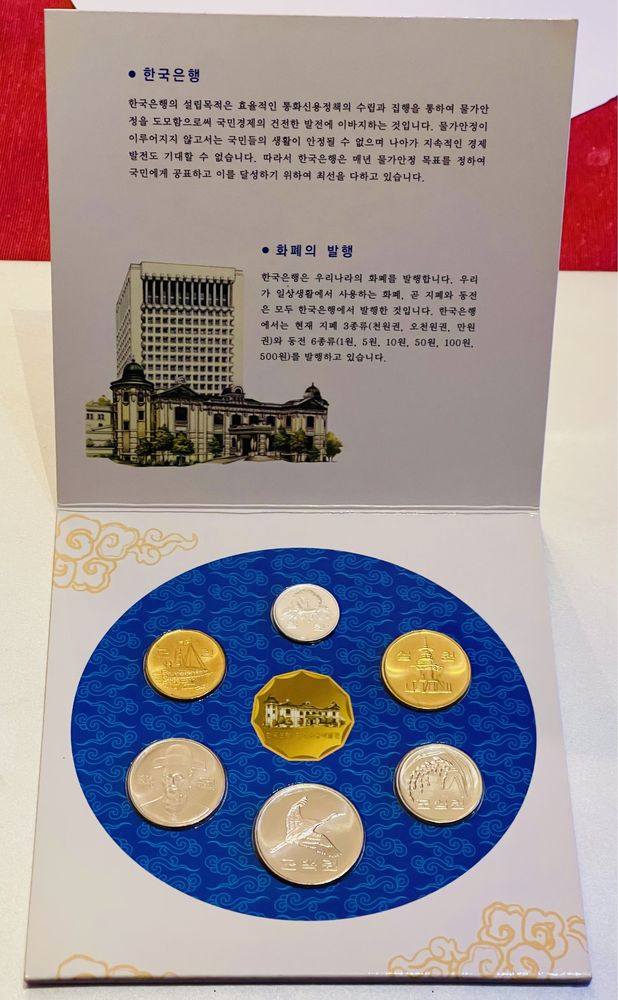 ● 한국은행
한국은행의 설립목적은 효율적인 통화신용정책의 수립과 집행을 통하여 물가안
정을 도모함으로써 국민경제의 건전한 발전에 이바지하는 것입니다. 물가안정이
이루어지지 않고서는 국민들의 생활이 안정될 수 없으며 나아가 지속적인 경제
발전도 기대할 수 없습니다. 따라서 한국은행은 매년 물가안정 목표를 정하여
국민에게 공표하고 이를 달성하기 위하여 최선을 다하고 있습니다.
● 화폐의 발행
한국은행은 우리나라의 화폐를 발행합니다. 우리
가 일상생활에서 사용하는 화폐, 곧 지폐와 동전
은 모두 한국은행에서 발행한 것입니다. 한국은행
에서는 현재 지폐 3종류(천원권, 오천원권, 만원
권)와 동전 6종류(1원, 5원, 10원, 50원, 100원,
500원)를 발행하고 있습니다.
일 원
오 원
십 원
백 원
오십원
오백원